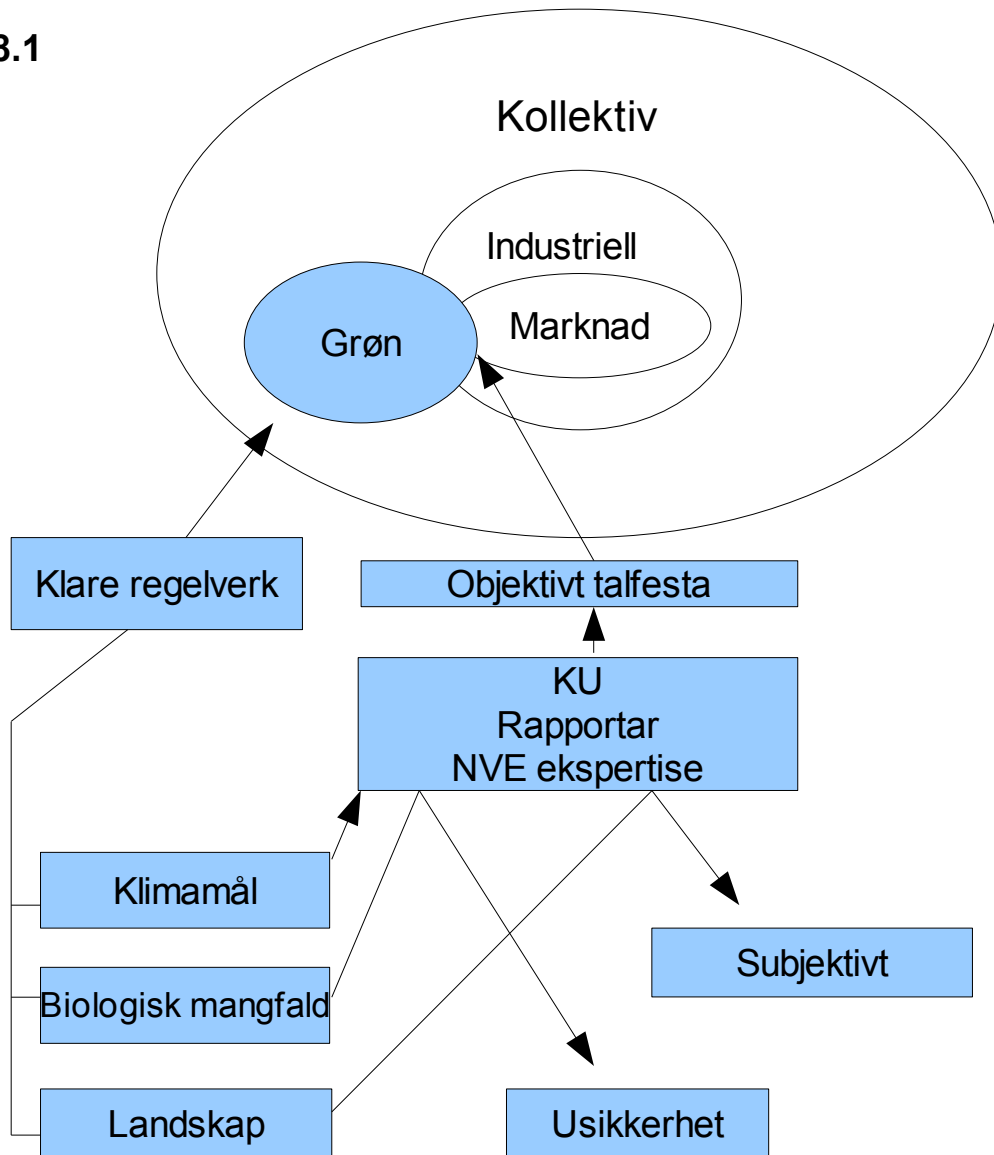 3.1
Kollektiv
Industriell
Marknad
Grøn
Klare regelverk
Objektivt talfesta
KU
Rapportar
NVE ekspertise
Klimamål
Subjektivt
Biologisk mangfald
Landskap
Usikkerhet